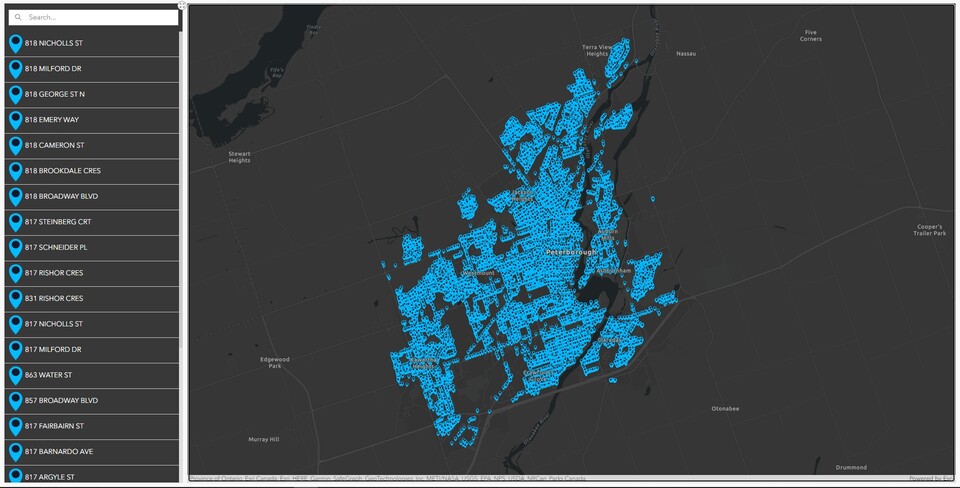 Search...
818 NICHOLLS ST
818 MILFORD DR
818 GEORGE ST N
818 EMERY WAY
818 CAMERON ST
818 BROOKDALE CRES
818 BROADWAY BLVD
817 STEINBERG CRT
817 SCHNEIDER PL
817 RISHOR CRES
831 RISHOR CRES
817 NICHOLLS ST
817 MILFORD DR
863 WATER ST
857 BROADWAY BLVD
817 FAIRBAIRN ST
817 BARNARDO AVE
817 ARGYLE ST
Fife's
Bay
Terra View
Heights
Nassau
Five
Corners
Stewart
Heights
Cooper's
Trailer Park
Peterborough
Westmount
Edgewood
Park
Otonabee
Murray Hill
Drummond
Province of Ontario, Esri Canada, Esri, HERE, Garmin, SafeGraph, GeoTechnologies, Inc, METI/NASA, USGS, EPA, NPS, USDA, NRCan, Parks Canada
Powered by Esri